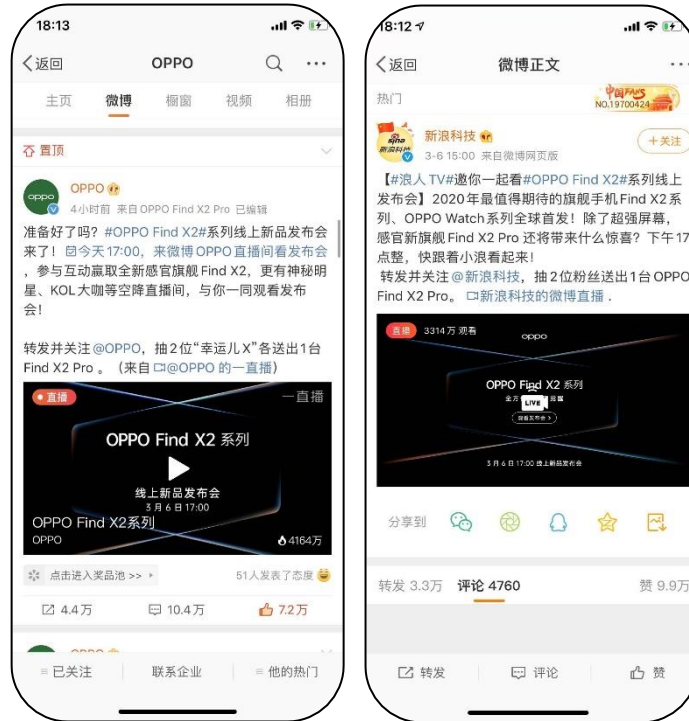 18:13
返回
OPPO
主页 微博 橱窗 视频 相册
置顶
oppo
OPPO
4小时前 来自 OPPO Find X2 Pro 已编辑
准备好了吗？#OPPO Find X2#系列线上新品发布会
来了！今天17:00，来微博OPPO直播间看发布会
，参与互动赢取全新感官旗舰 Find X2，更有神秘明
星、KOL大咖等空降直播间，与你一同观看发布
会！
转发并关注@OPPO，抽2位“幸运儿X”各送出1台
Find X2 Pro 。（来自 @OPPO 的一直播）
直播
一直播
OPPO Find X2 系列
线上新品发布会
3月6日 17:00
OPPO Find X2系列
OPPO
4164万
点击进入奖品池 >>
51人发表了态度
4.4万
10.4万
7.2万
已关注
联系企业
他的热门
18:12
返回
微博正文
热门
中国FANS
NO.19700424
sina
新浪科技
新浪科技
3-6 15:00 来自微博网页版
+关注
【#浪人TV#邀你一起看#OPPO Find X2#系列线上
发布会】2020年最值得期待的旗舰手机Find X2系
列、OPPO Watch系列全球首发！除了超强屏幕，
感官新旗舰 Find X2 Pro 还将带来什么惊喜？下午17
点整，快跟着小浪看起来！
转发并关注@新浪科技，抽2位粉丝送出1台OPPO
Find X2 Pro。 新浪科技的微博直播 .
直播
3314万 观看
oppo
OPPO Find X2 系列
LIVE
3月6日 17:00 线上新品发布会
分享到
转发 3.3万 评论 4760
赞 9.9万
转发
评论
赞